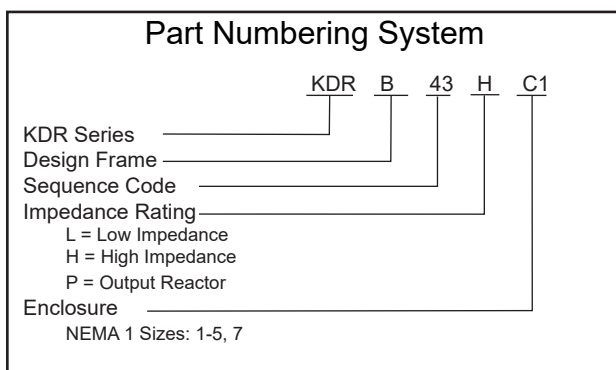 Part Numbering System
KDR B 43 H C1
KDR Series
Design Frame
Sequence Code
Impedance Rating
L = Low Impedance
H = High Impedance
P = Output Reactor
Enclosure
NEMA 1 Sizes: 1-5, 7